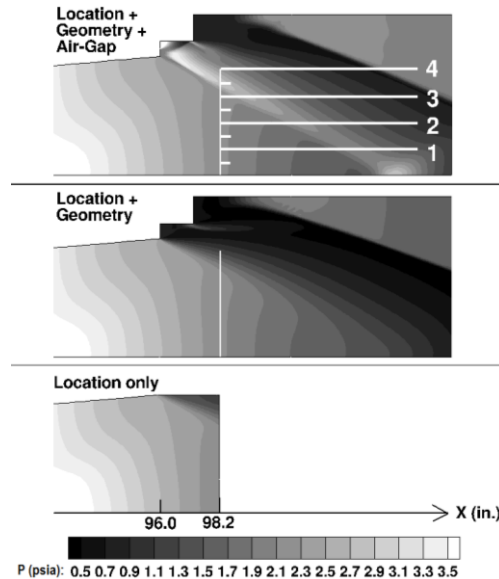 Location +
Geometry +
Air-Gap
4
3
2
1
Location +
Geometry
Location only
96.0 98.2 X (in.)
P (psia): 0.5 0.7 0.9 1.1 1.3 1.5 1.7 1.9 2.1 2.3 2.5 2.7 2.9 3.1 3.3 3.5